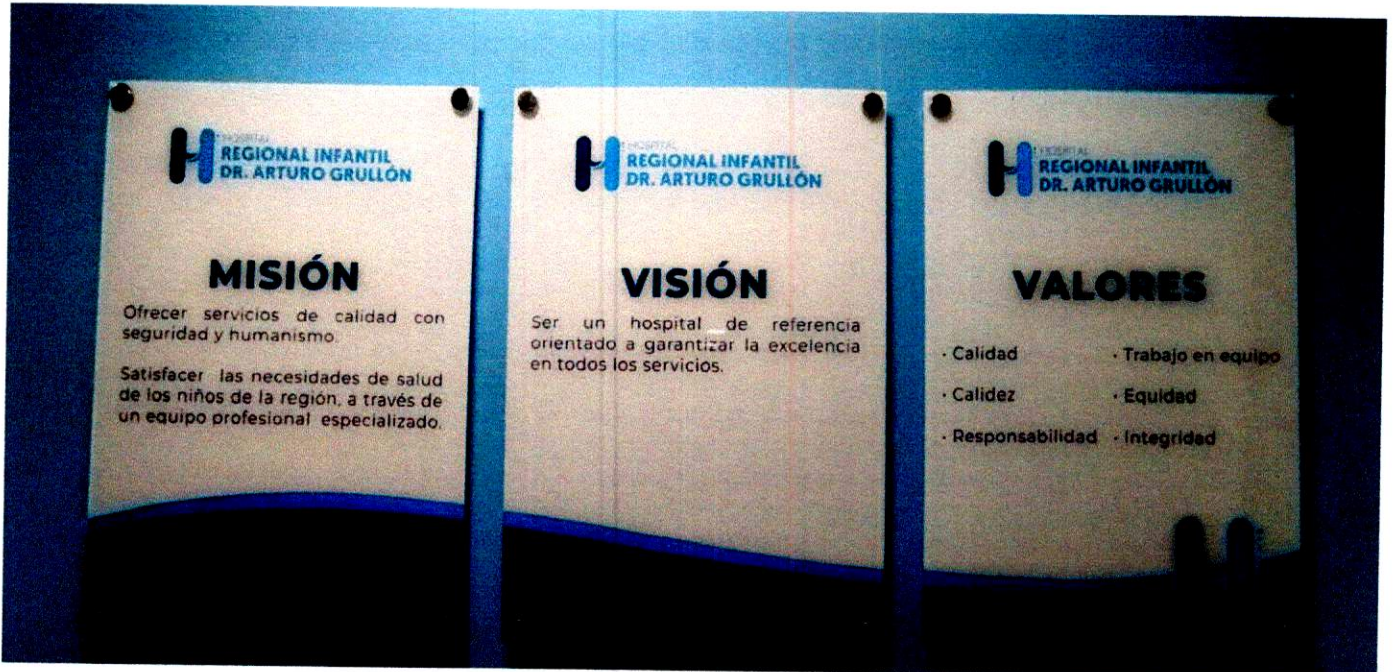 HOSPITAL
REGIONAL INFANTIL
DR. ARTURO GRULLÓN
MISIÓN
Ofrecer servicios de calidad con
seguridad y humanismo.
Satisfacer las necesidades de salud
de los niños de la región, a través de
un equipo profesional especializado.
HOSPITAL
REGIONAL INFANTIL
DR. ARTURO GRULLÓN
VISIÓN
Ser un hospital de referencia
orientado a garantizar la excelencia
en todos los servicios.
HOSPITAL
REGIONAL INFANTIL
DR. ARTURO GRULLÓN
VALORES
· Calidad
· Calidez
· Responsabilidad
· Trabajo en equipo
· Equidad
· Integridad